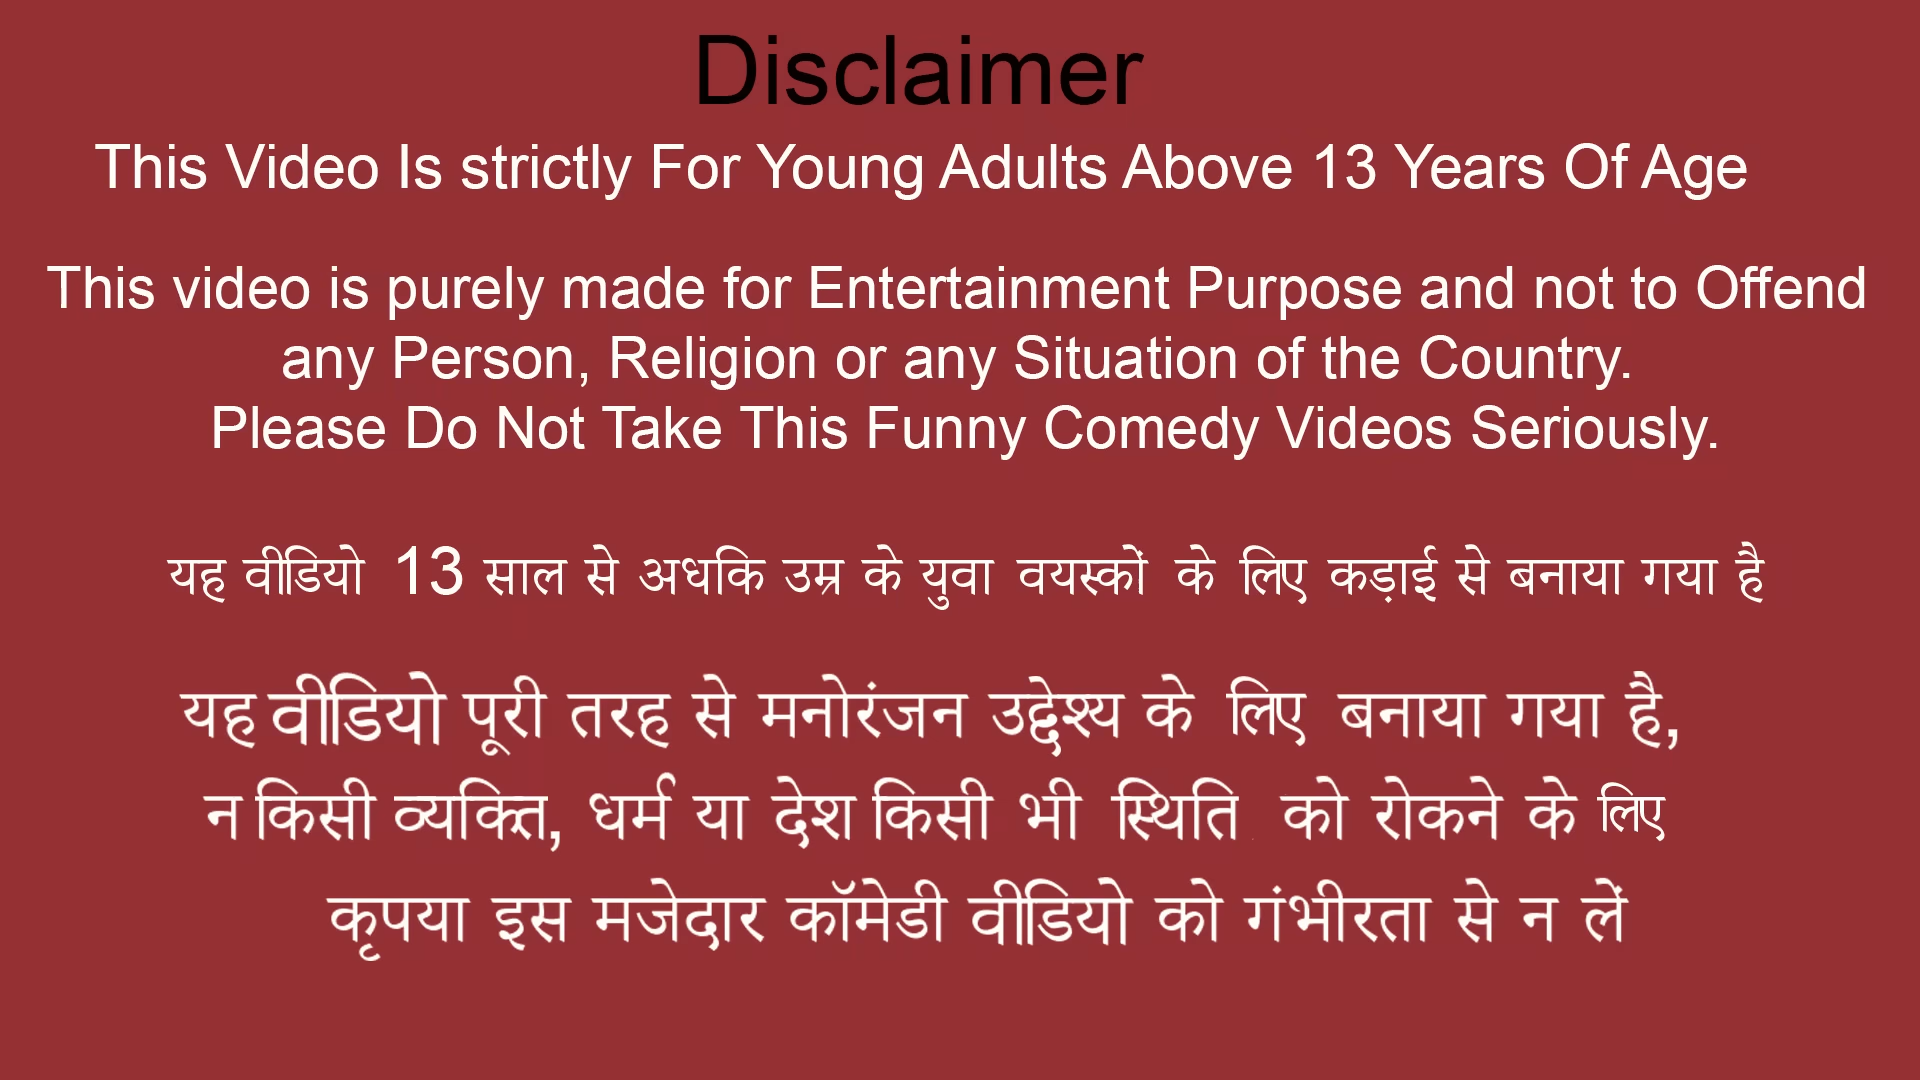 Disclaimer
This Video Is strictly For Young Adults Above 13 Years Of Age
This video is purely made for Entertainment Purpose and not to Offend
any Person, Religion or any Situation of the Country.
Please Do Not Take This Funny Comedy Videos Seriously.
यह वीडियो 13 साल से अधकि उम्र के युवा वयस्कों के लिए कड़ाई से बनाया गया है
यह वीडियो पूरी तरह से मनोरंजन उद्देश्य के लिए बनाया गया है,
न किसी व्यक्ति, धर्म या देश किसी भी स्थिति को रोकने के लिए
कृपया इस मजेदार कॉमेडी वीडियो को गंभीरता से न लें